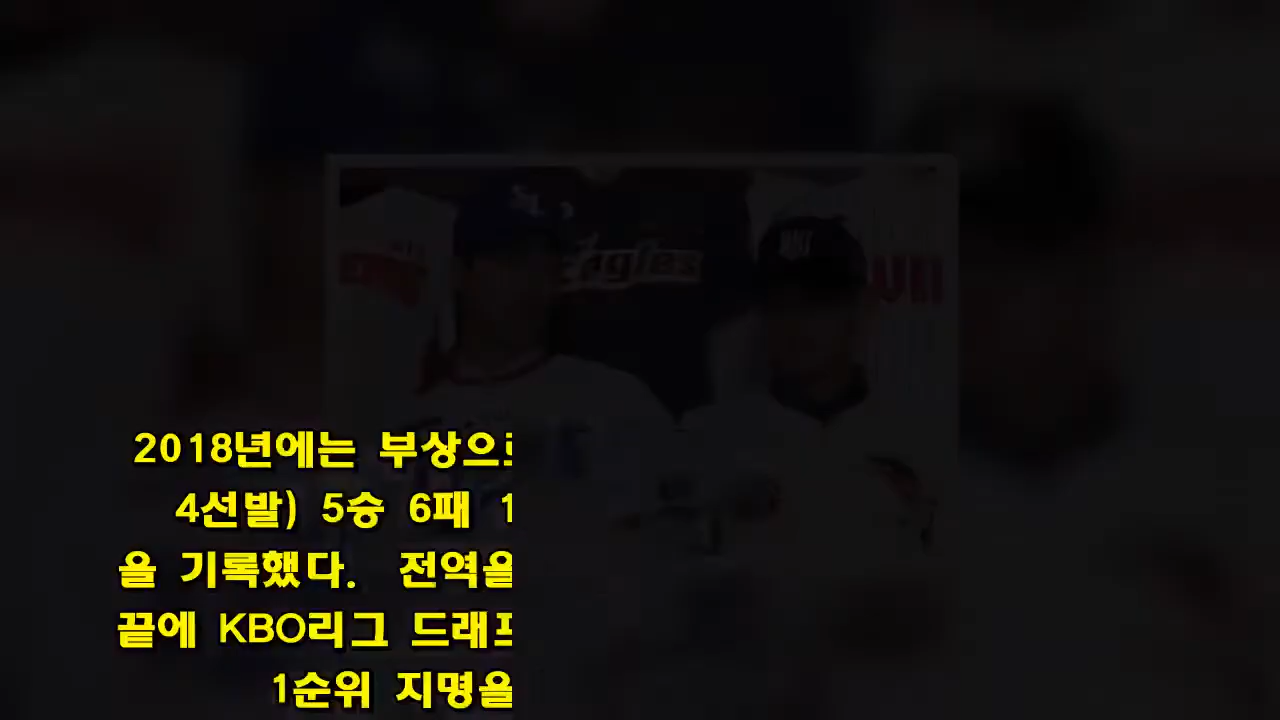 Eagles
2018년에는 부상으로
4선발) 5승 6패 1
을 기록했다. 전역을
끝에 KBO리그 드래프
1순위 지명을